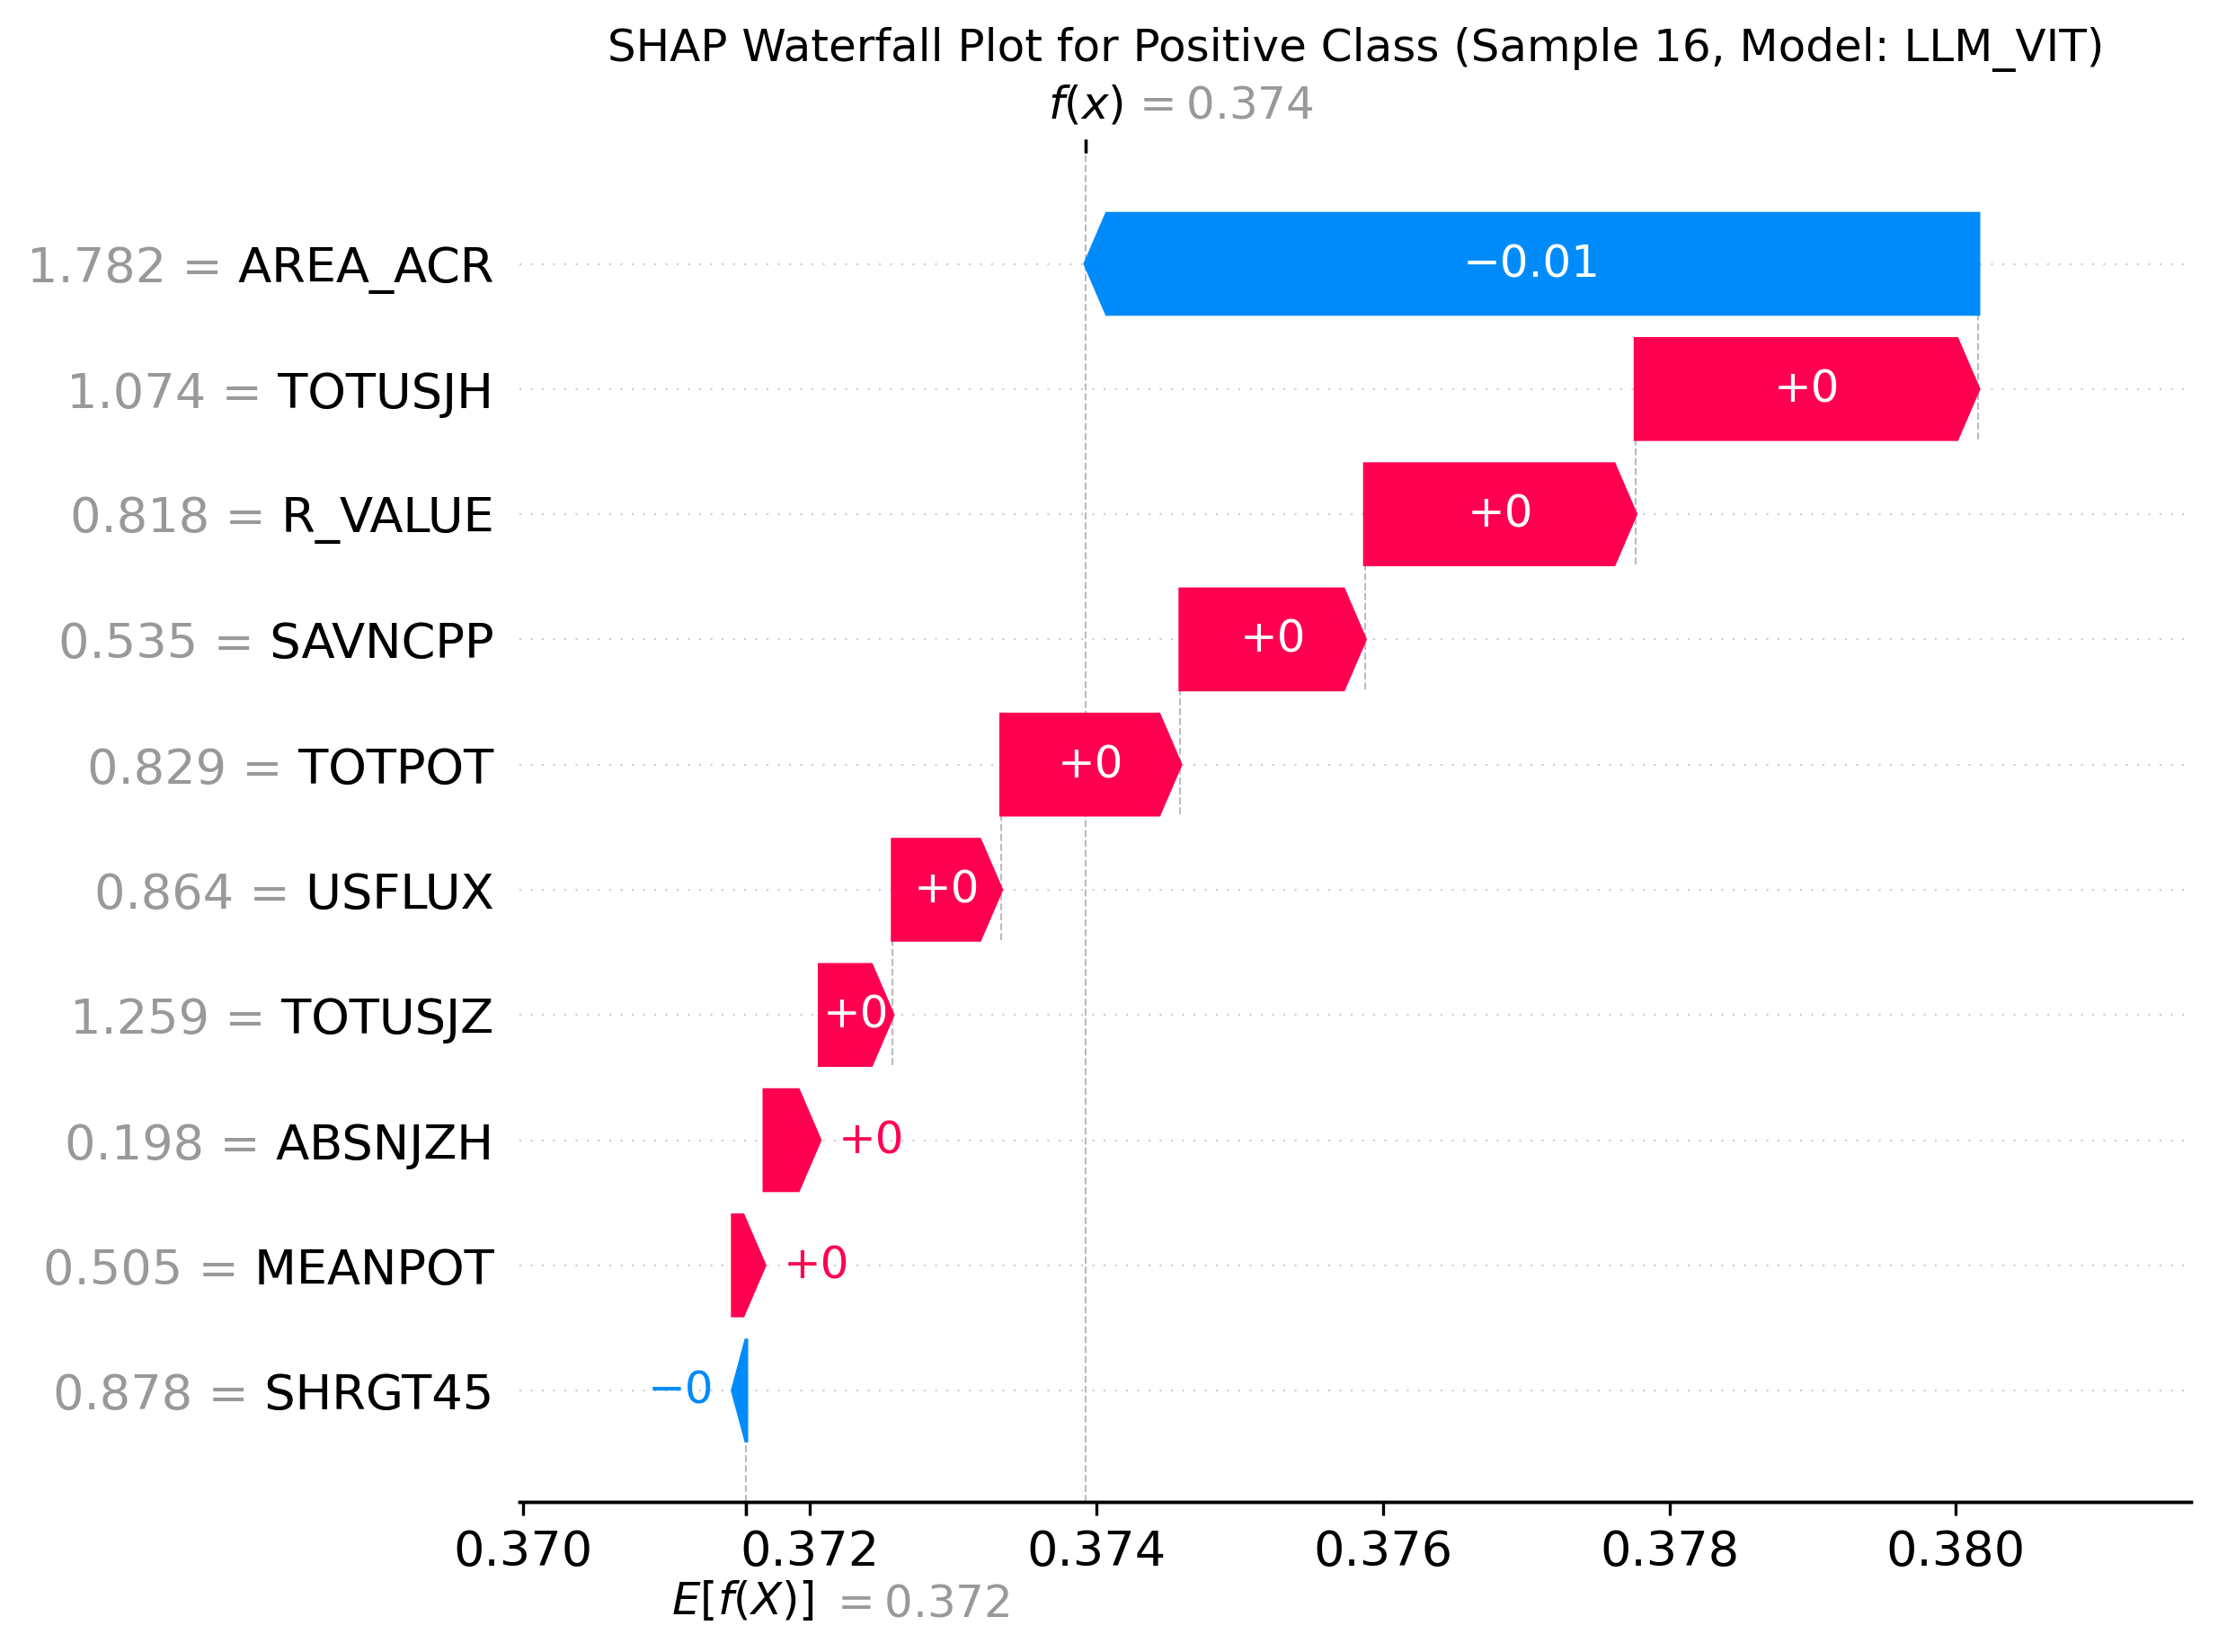 SHAP Waterfall Plot for Positive Class (Sample 16, Model: LLM_VIT)
f(x) = 0.374
1.782 = AREA_ACR −0.01
1.074 = TOTUSJH +0
0.818 = R_VALUE +0
0.535 = SAVNCPP +0
0.829 = TOTPOT +0
0.864 = USFLUX +0
1.259 = TOTUSJZ +0
0.198 = ABSNJZH +0
0.505 = MEANPOT +0
0.878 = SHRGT45 −0
0.370 0.372 0.374 0.376 0.378 0.380
E[f(X)] = 0.372